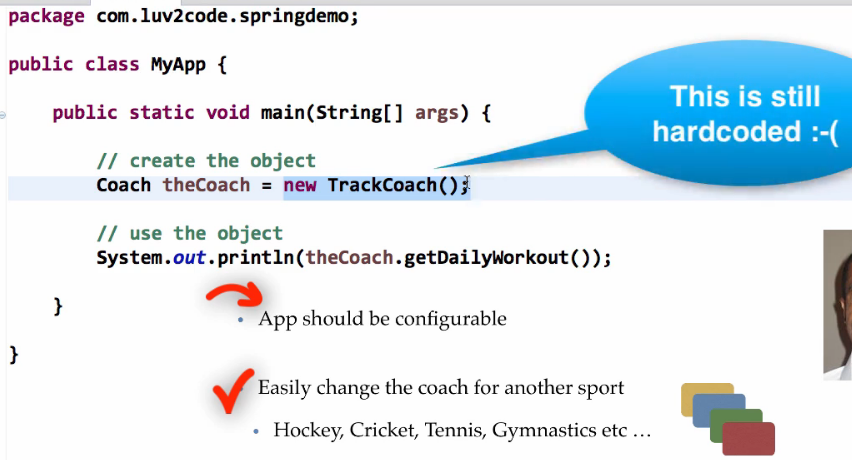 package com.luv2code.springdemo;
public class MyApp {
public static void main(String[] args) {
This is still
hardcoded :-(
// create the object
Coach theCoach = new TrackCoach();
// use the object
System.out.println(theCoach.getDailyWorkout());
}
• App should be configurable
}
Easily change the coach for another sport
• Hockey, Cricket, Tennis, Gymnastics etc …